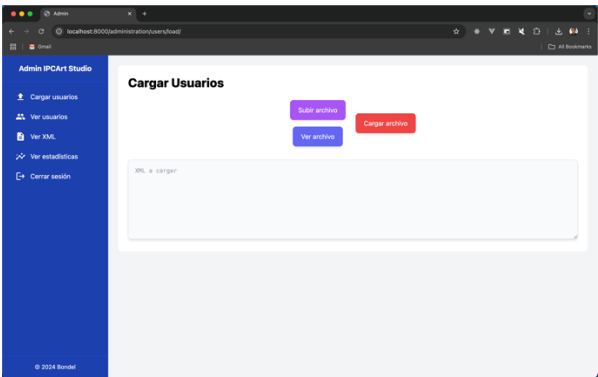 Admin
localhost:8000/administration/users/load/
Gmail
All Bookmarks
Admin IPCArt Studio
Cargar usuarios
Ver usuarios
Ver XML
Ver estadísticas
Cerrar sesión
© 2024 Bondel
Cargar Usuarios
Subir archivo
Ver archivo
Cargar archivo
XML a cargar